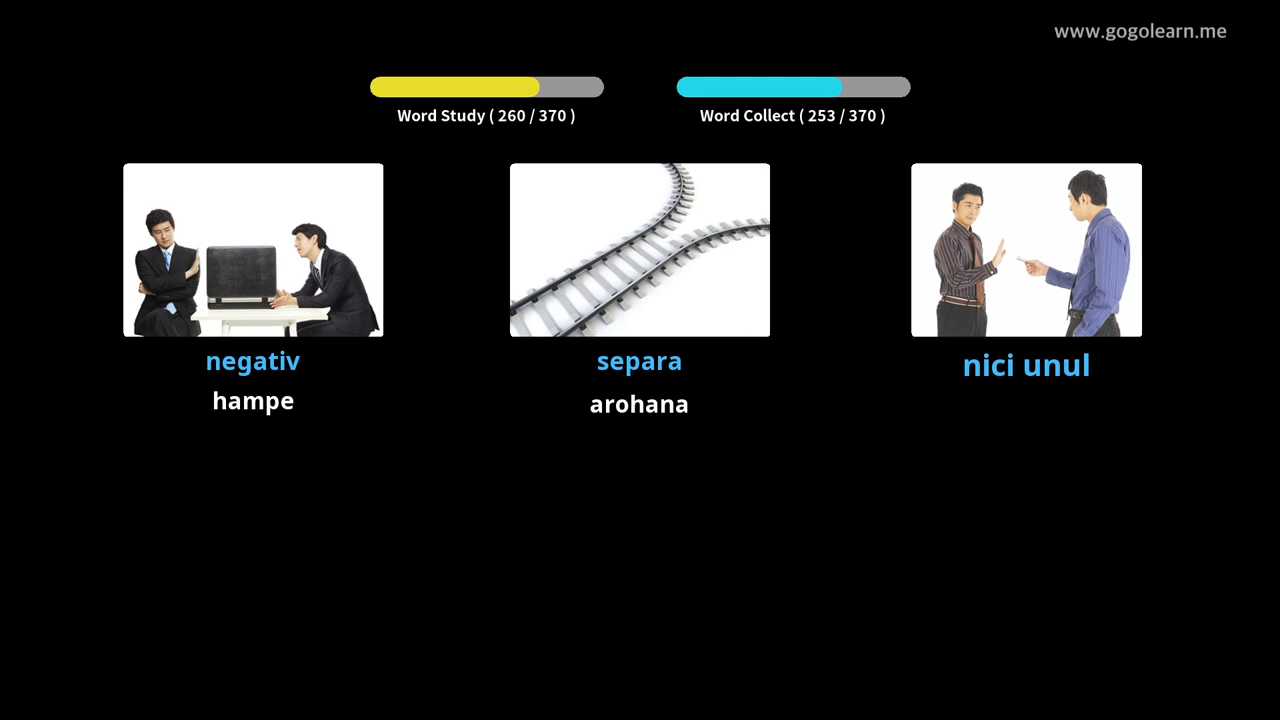 www.gogolearn.me
Word Study ( 260 / 370 )
Word Collect ( 253 / 370 )
negativ
hampe
separa
arohana
nici unul